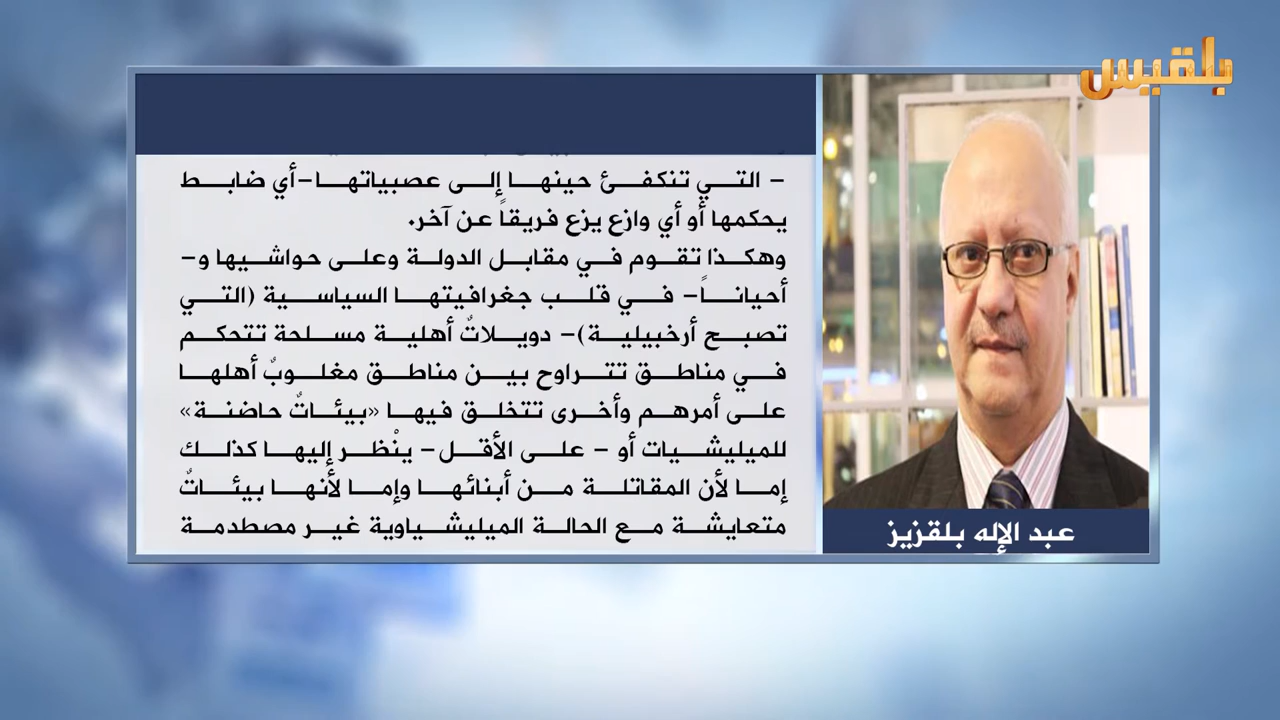 بلقيس
– التي تنكفئ حينها إلى عصبياتها–أي ضابط
يحكمها أو أي وازع يزع فريقاً عن آخر.
وهكذا تقوم في مقابل الدولة وعلى حواشيها و–
أحياناً– في قلب جغرافيتها السياسية (التي
تصبح أرخبيلية)– دويلاتٌ أهلية مسلحة تتحكم
في مناطق تتراوح بين مناطق مغلوبٌ أهلها
على أمرهم وأخرى تتخلق فيها «بيئاتٌ حاضنة»
للميليشيات أو – على الأقل– ينْظر إليها كذلك
إما لأن المقاتلة من أبنائها وإما لأنها بيئاتٌ
متعايشة مع الحالة الميليشياوية غير مصطدمة
عبد الإله بلقزيز